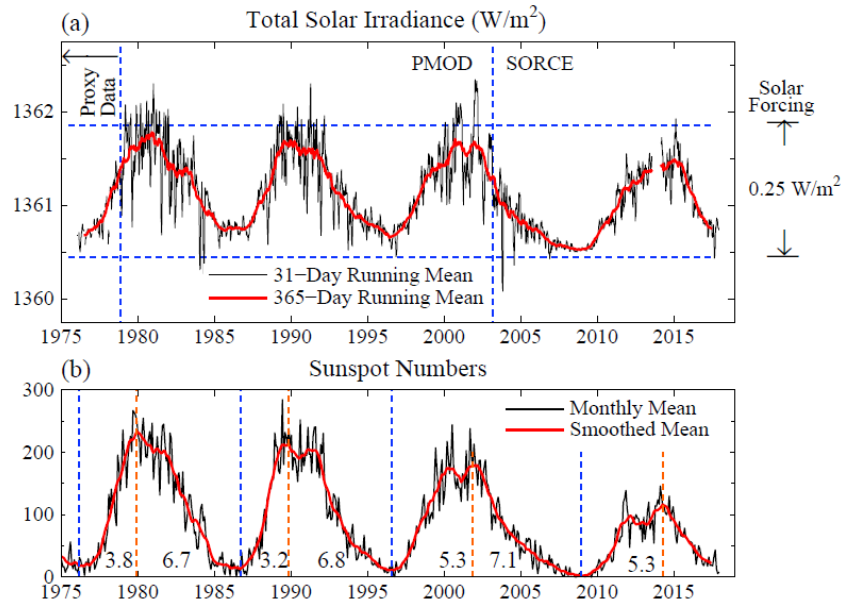 (a) Total Solar Irradiance (W/m²)
Proxy
Data
PMOD SORCE
Solar
Forcing
0.25 W/m²
1362
1361
1360
31−Day Running Mean
365−Day Running Mean
1975 1980 1985 1990 1995 2000 2005 2010 2015
(b) Sunspot Numbers
300
200
100
0
Monthly Mean
Smoothed Mean
3.8 6.7 3.2 6.8 5.3 7.1 5.3
1975 1980 1985 1990 1995 2000 2005 2010 2015